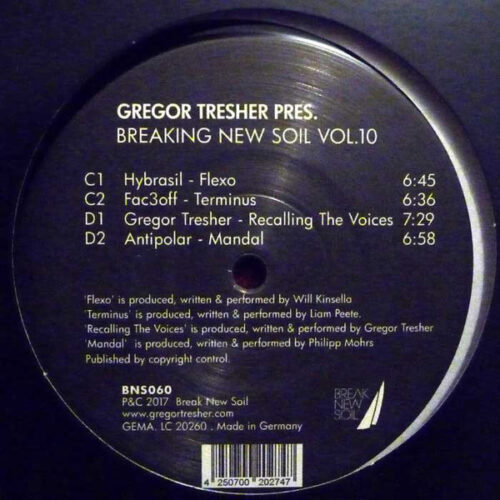 GREGOR TRESHER PRES.
BREAKING NEW SOIL VOL.10
C1 Hybrasil - Flexo 6:45
C2 Fac3off - Terminus 6:36
D1 Gregor Tresher - Recalling The Voices 7:29
D2 Antipolar - Mandal 6:58
'Flexo' is produced, written & performed by Will Kinsella
'Terminus' is produced, written & performed by Liam Peete.
'Recalling The Voices' is produced, written & performed by Gregor Tresher
'Mandal' is produced, written & performed by Philipp Mohrs
Published by copyright control.
BNS060
P&C 2017 Break New Soil
www.gregortresher.com
GEMA. LC 20260 . Made in Germany
BREAK
NEW
SOIL
4 250700 202747